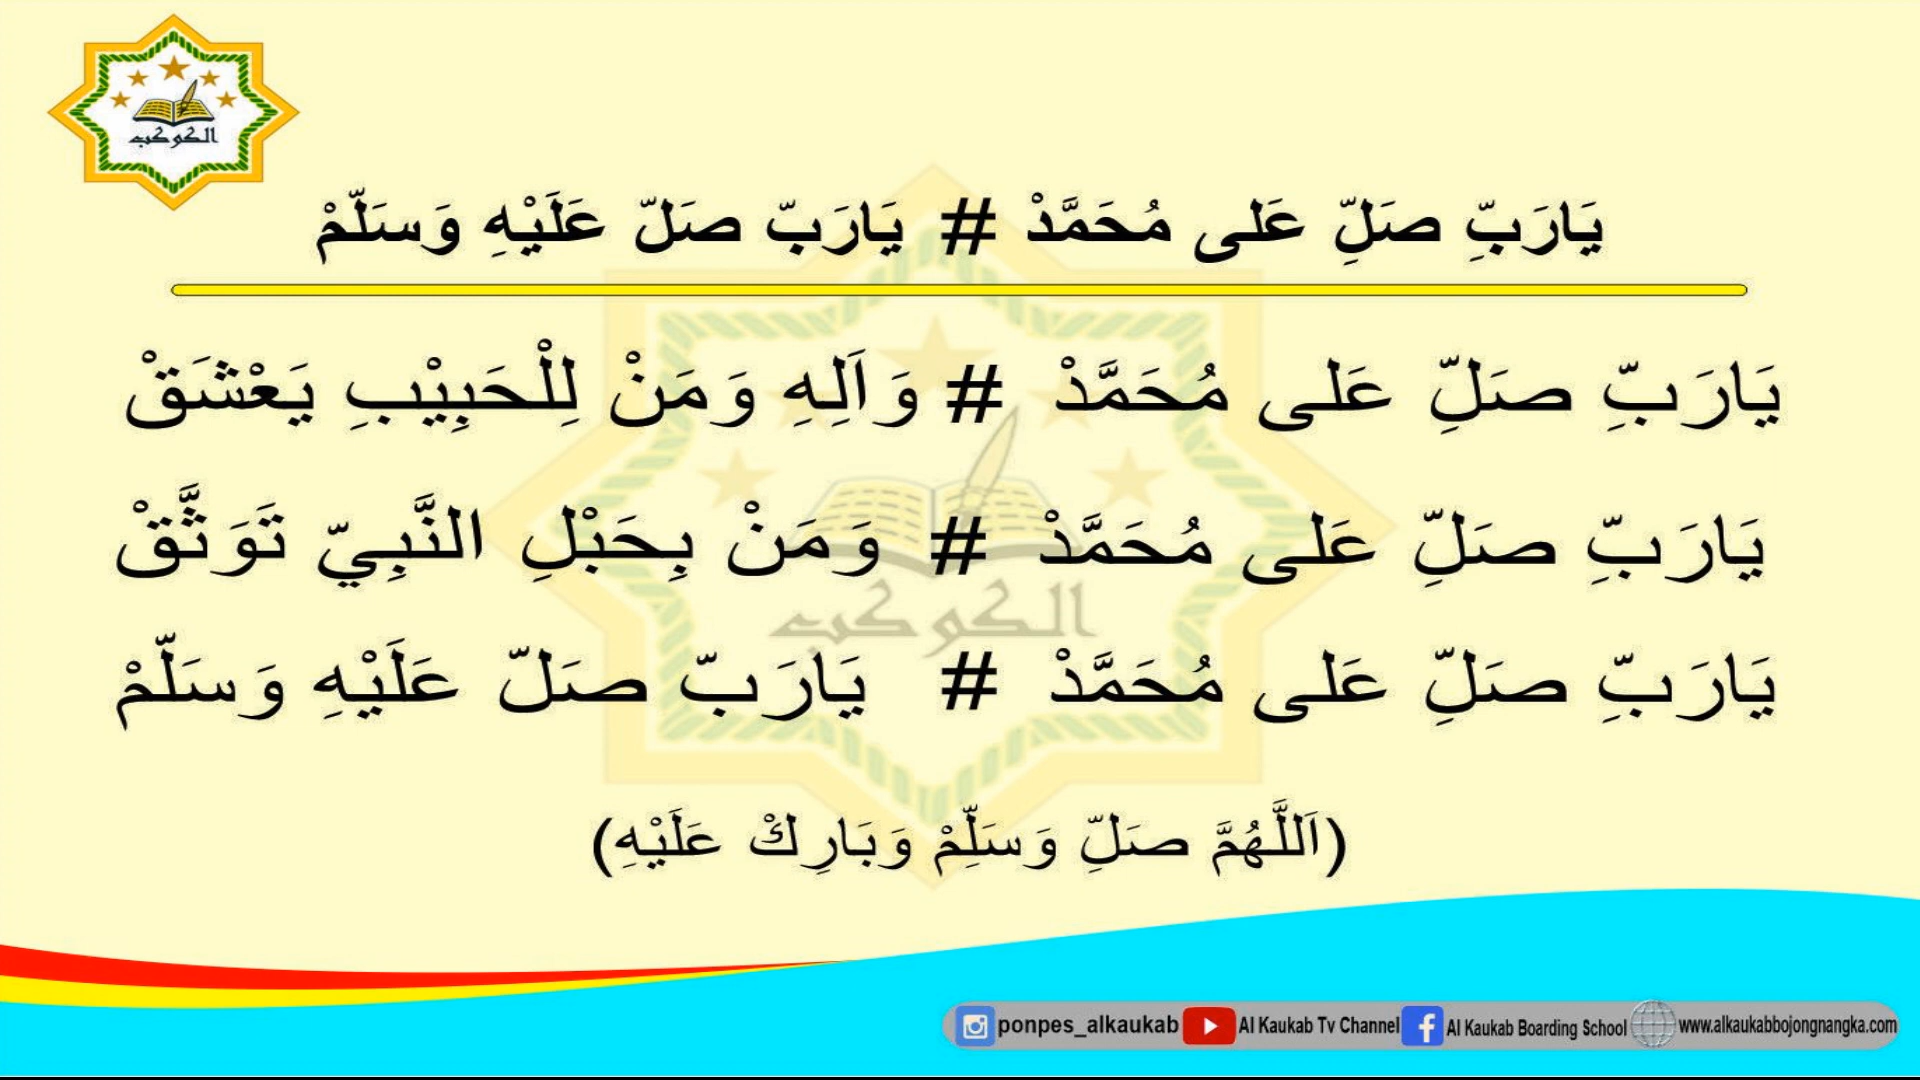 الكوكب
يَارَبِّ صَلِّ عَلى مُحَمَّدْ # يَارَبّ صَلّ عَلَيْهِ وَسَلّمْ
يَارَبِّ صَلِّ عَلى مُحَمَّدْ # وَاَلِهِ وَمَنْ لِلْحَبِيْبِ يَعْشَقْ
يَارَبِّ صَلِّ عَلى مُحَمَّدْ # وَمَنْ بِحَبْلِ النَّبِيّ تَوَثَّقْ
الكوكب
يَارَبِّ صَلِّ عَلى مُحَمَّدْ # يَارَبّ صَلّ عَلَيْهِ وَسَلّمْ
(اَللَّهُمَّ صَلِّ وَسَلِّمْ وَبَارِكْ عَلَيْهِ)
ponpes_alkaukab Al Kaukab Tv Channel Al Kaukab Boarding School www.alkaukabbojongnangka.com